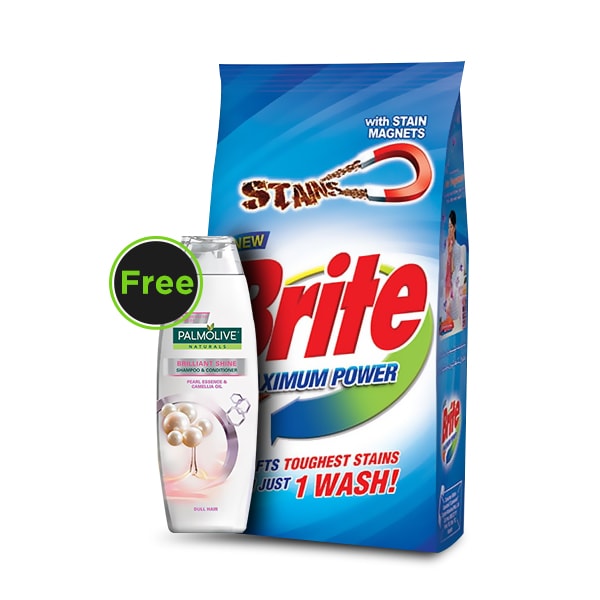 with STAIN
MAGNETS
STAINS
NEW
Brite
XIMUM POWER
FTS TOUGHEST STAINS
JUST 1 WASH!
Free
PALMOLIVE
NATURALS
BRILLIANT SHINE
SHAMPOO & CONDITIONER
PEARL ESSENCE &
CAMELLIA OIL
DULL HAIR
Brite